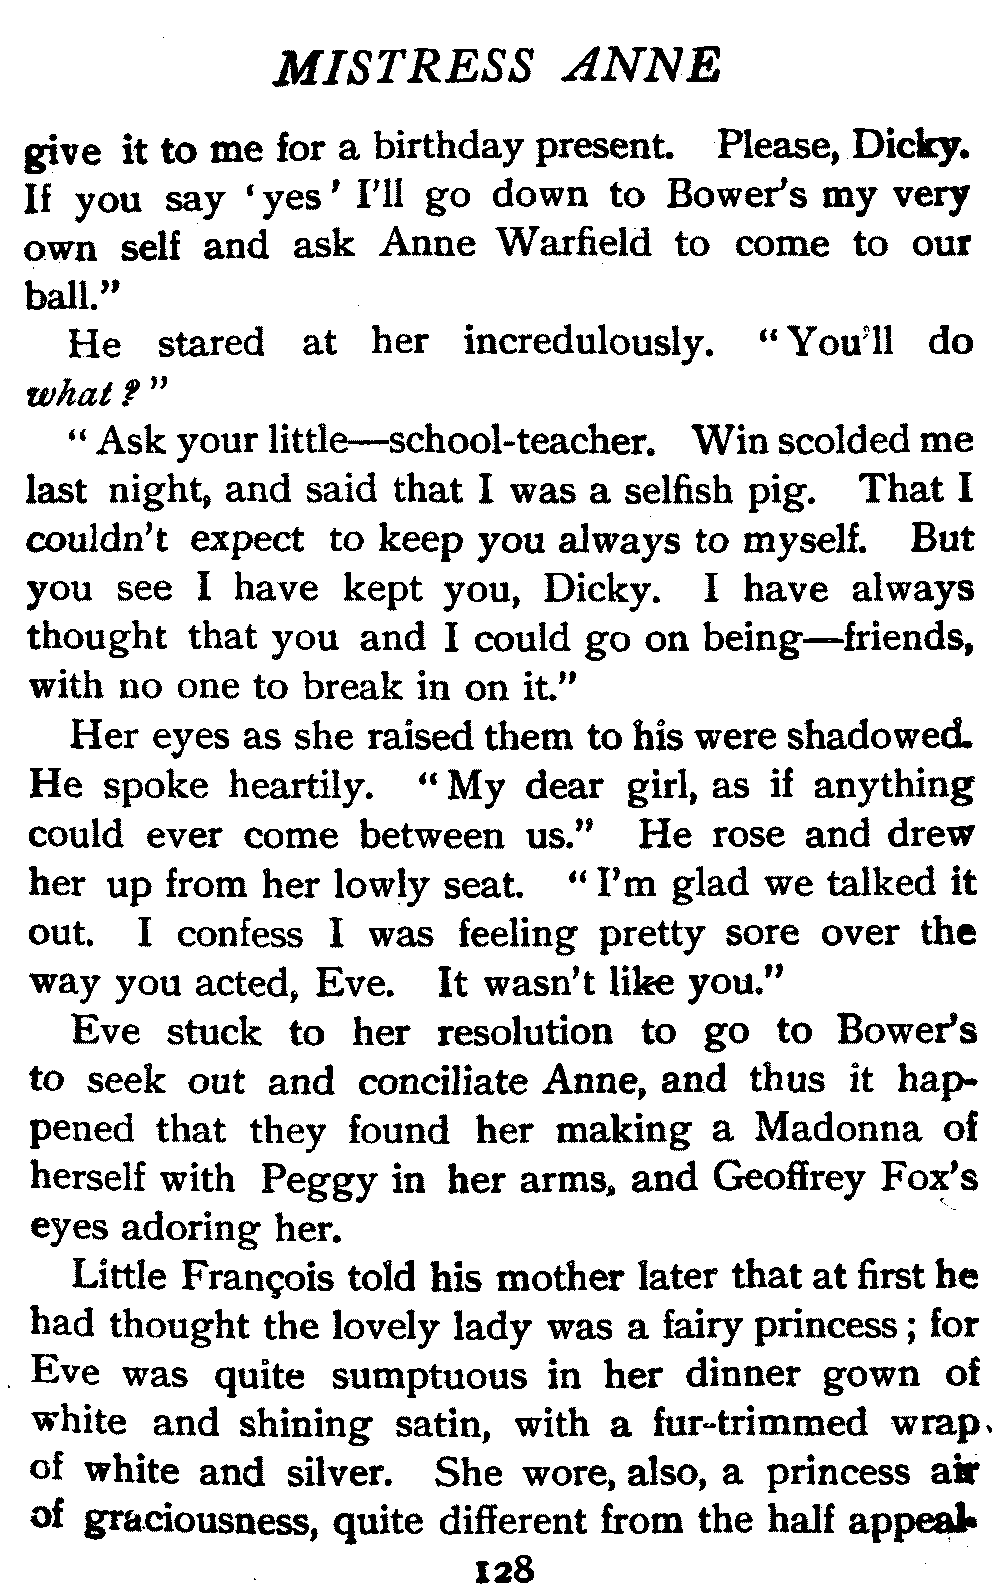 MISTRESS ANNE
give it to me for a birthday present. Please, Dicky.
If you say ‘yes’ I'll go down to Bower's my very
own self and ask Anne Warfield to come to our
ball.”
He stared at her incredulously. “You'll do
what?”
“Ask your little—school-teacher. Win scolded me
last night, and said that I was a selfish pig. That I
couldn't expect to keep you always to myself. But
you see I have kept you, Dicky. I have always
thought that you and I could go on being—friends,
with no one to break in on it.”
Her eyes as she raised them to his were shadowed.
He spoke heartily. “My dear girl, as if anything
could ever come between us.” He rose and drew
her up from her lowly seat. “I'm glad we talked it
out. I confess I was feeling pretty sore over the
way you acted, Eve. It wasn't like you.”
Eve stuck to her resolution to go to Bower's
to seek out and conciliate Anne, and thus it hap-
pened that they found her making a Madonna of
herself with Peggy in her arms, and Geoffrey Fox's
eyes adoring her.
Little François told his mother later that at first he
had thought the lovely lady was a fairy princess; for
Eve was quite sumptuous in her dinner gown of
white and shining satin, with a fur-trimmed wrap
of white and silver. She wore, also, a princess air
of graciousness, quite different from the half appeal-
128